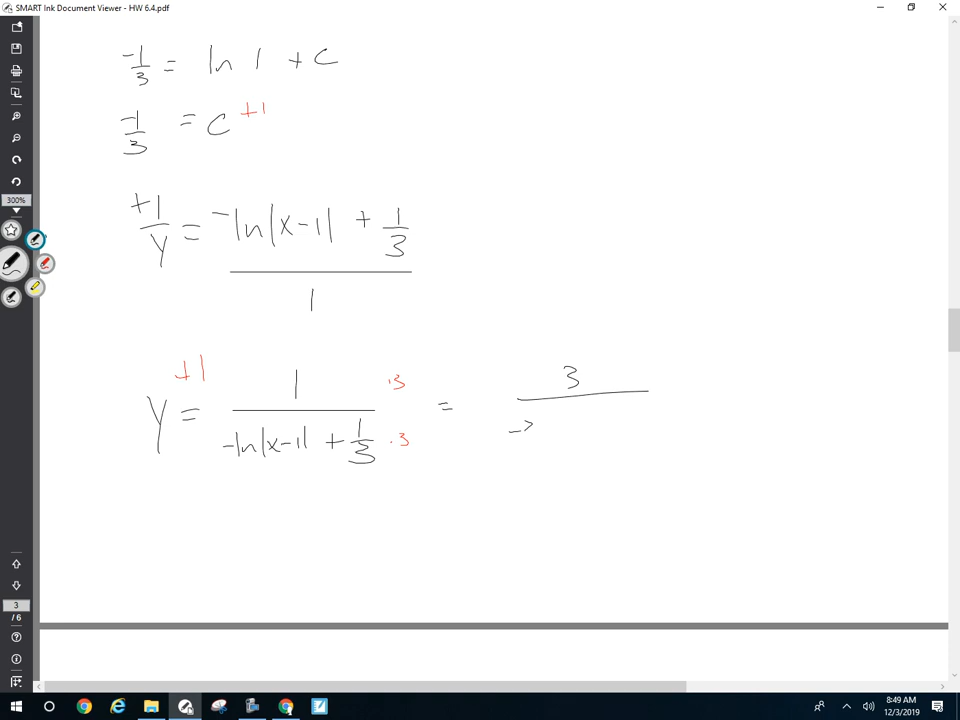 SMART Ink Document Viewer - HW 6.4.pdf
-1/3 = ln 1 + C
-1/3 = C +1
+1/y = -ln|x-1| + 1/3
1
+1
y = 1/(-ln|x-1| + 1/3) ·3 ·3 = 3/
300%
3
/ 6
8:49 AM
12/3/2019